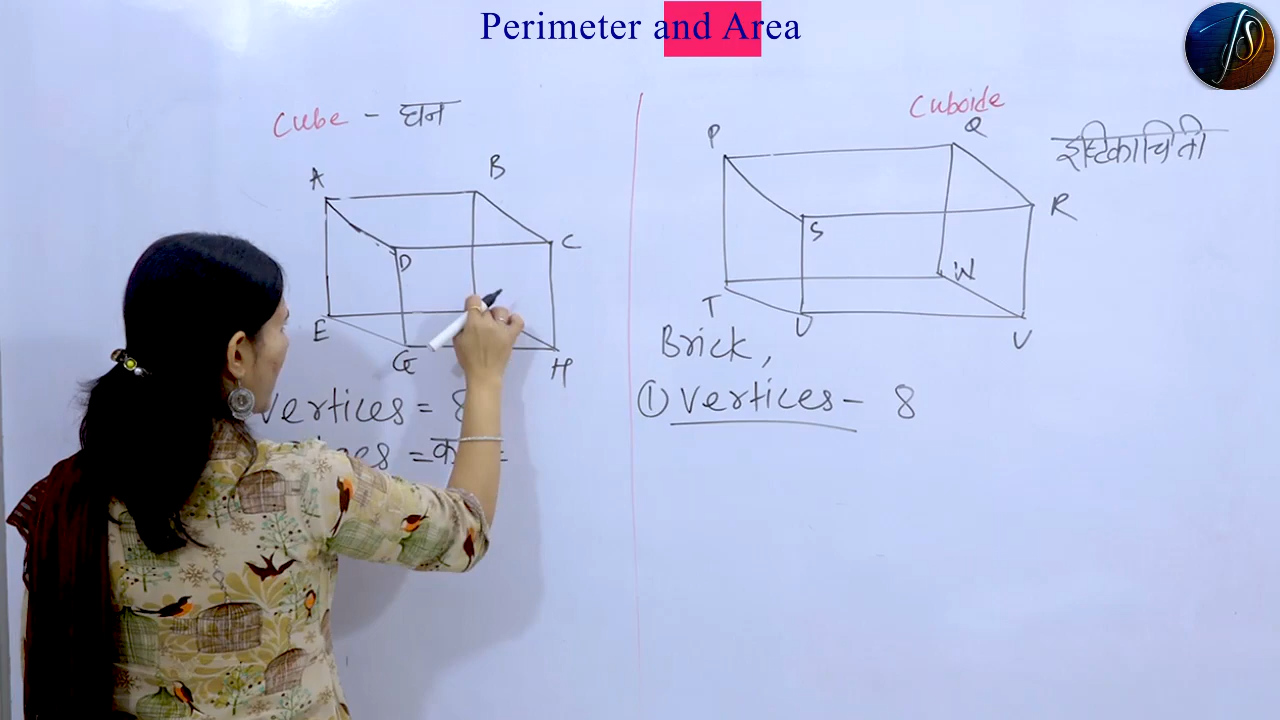 Perimeter and Area
Cube - घन
A
B
D
C
E
G
H
Vertices = 8
=
Cuboide
इष्टिकाचिती
P
Q
S
R
T
U
W
V
Brick,
① Vertices - 8